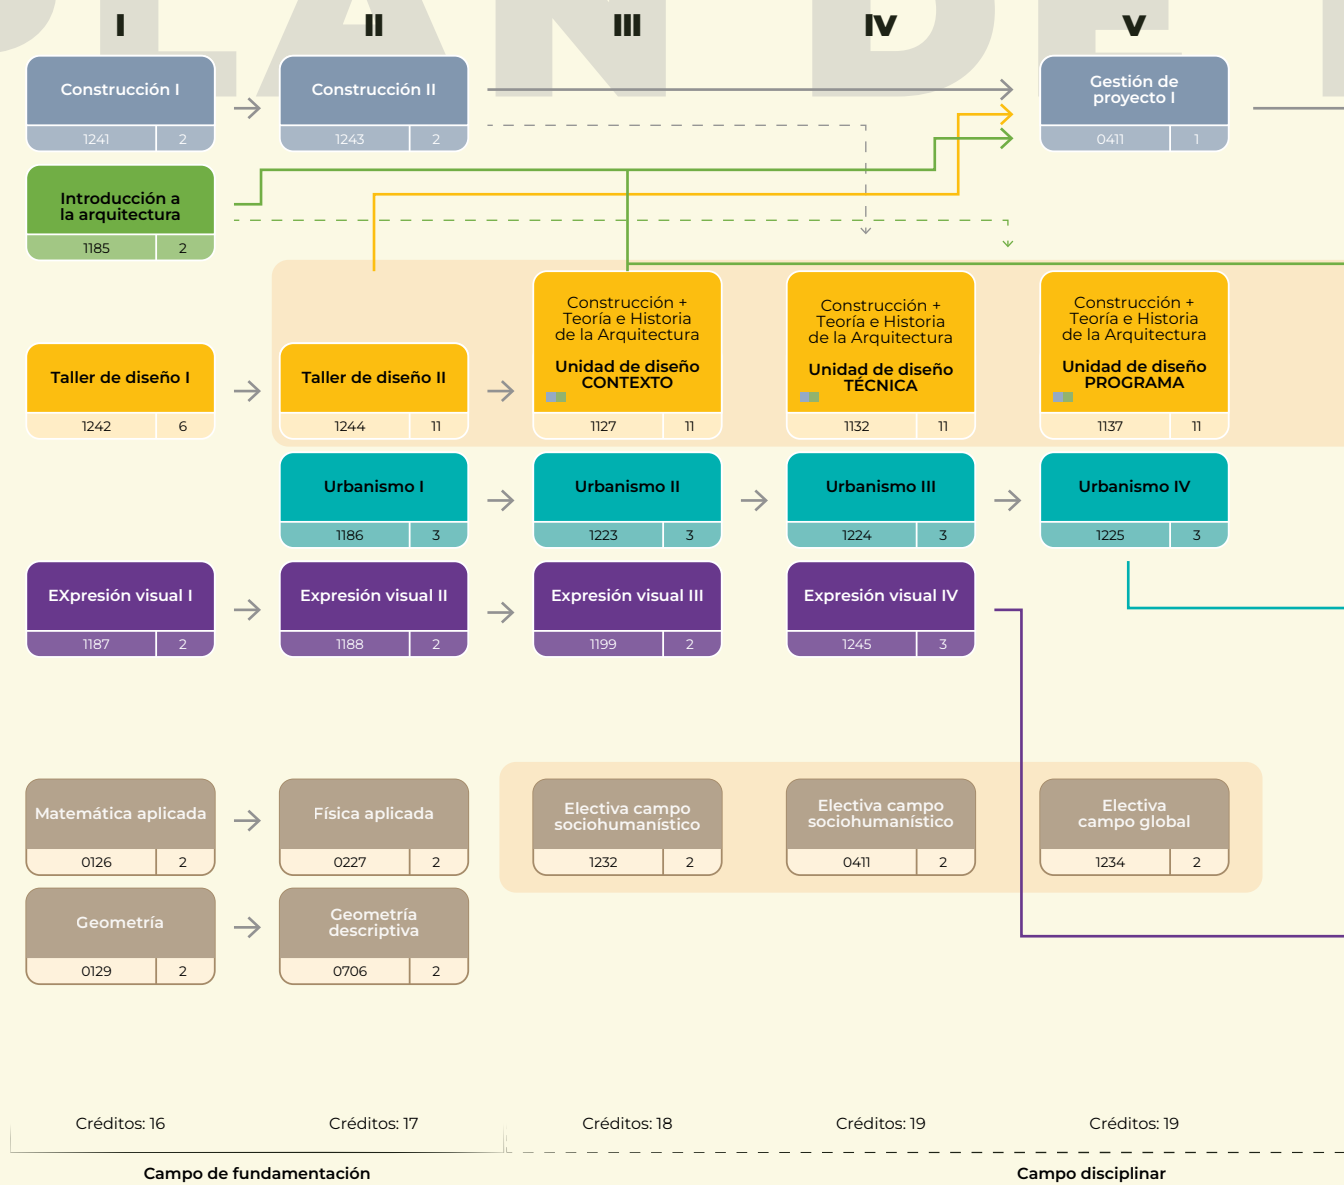 PLAN DE
I
II
III
IV
V
Construcción I
1241 2
Construcción II
1243 2
Gestión de
proyecto I
0411 1
Introducción a
la arquitectura
1185 2
Taller de diseño I
1242 6
Taller de diseño II
1244 11
Construcción +
Teoría e Historia
de la Arquitectura
Unidad de diseño
CONTEXTO
1127 11
Construcción +
Teoría e Historia
de la Arquitectura
Unidad de diseño
TÉCNICA
1132 11
Construcción +
Teoría e Historia
de la Arquitectura
Unidad de diseño
PROGRAMA
1137 11
Urbanismo I
1186 3
Urbanismo II
1223 3
Urbanismo III
1224 3
Urbanismo IV
1225 3
EXpresión visual I
1187 2
Expresión visual II
1188 2
Expresión visual III
1199 2
Expresión visual IV
1245 3
Matemática aplicada
0126 2
Física aplicada
0227 2
Electiva campo
sociohumanístico
1232 2
Electiva campo
sociohumanístico
0411 2
Electiva
campo global
1234 2
Geometría
0129 2
Geometría
descriptiva
0706 2
Créditos: 16
Créditos: 17
Créditos: 18
Créditos: 19
Créditos: 19
Campo de fundamentación
Campo disciplinar